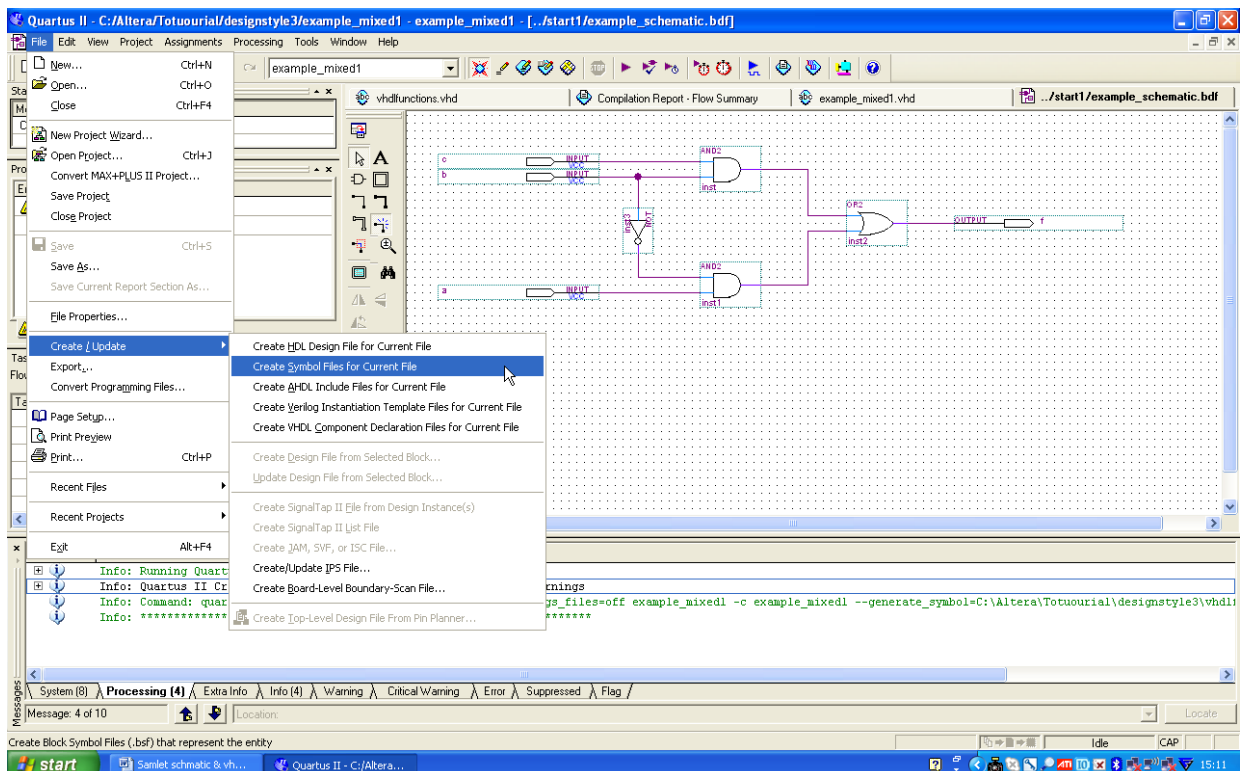 Quartus II - C:/Altera/Totuourial/designstyle3/example_mixed1 - example_mixed1 - [../start1/example_schematic.bdf]
File Edit View Project Assignments Processing Tools Window Help
example_mixed1
New... Ctrl+N
Open... Ctrl+O
Close Ctrl+F4
New Project Wizard...
Open Project... Ctrl+J
Convert MAX+PLUS II Project...
Save Project
Close Project
Save Ctrl+S
Save As...
Save Current Report Section As...
File Properties...
Create / Update
Export...
Convert Programming Files...
Page Setup...
Print Preview
Print... Ctrl+P
Recent Files
Recent Projects
Exit Alt+F4
Create HDL Design File for Current File
Create Symbol Files for Current File
Create AHDL Include Files for Current File
Create Verilog Instantiation Template Files for Current File
Create VHDL Component Declaration Files for Current File
Create Design File from Selected Block...
Update Design File from Selected Block...
Create SignalTap II File from Design Instance(s)
Create SignalTap II List File
Create JAM, SVF, or ISC File...
Create/Update IPS File...
Create Board-Level Boundary-Scan File...
Create Top-Level Design File From Pin Planner...
vhdlfunctions.vhd Compilation Report - Flow Summary example_mixed1.vhd ../start1/example_schematic.bdf
AND2
c INPUT VCC
b INPUT VCC
inst
OR2
inst3 NOT
OUTPUT f
inst2
AND2
a INPUT VCC
inst1
Info: Running Quart
Info: Quartus II Cr rnings
Info: Command: quar gs_files=off example_mixed1 -c example_mixed1 --generate_symbol=C:\Altera\Totuourial\designstyle3\vhdl
Info: ************* ******
Messages
System (8) Processing (4) Extra Info Info (4) Warning Critical Warning Error Suppressed Flag
Message: 4 of 10 Location: Locate
Create Block Symbol Files (.bsf) that represent the entity Idle CAP
start Samlet schmatic & vh... Quartus II - C:/Altera... 15:11